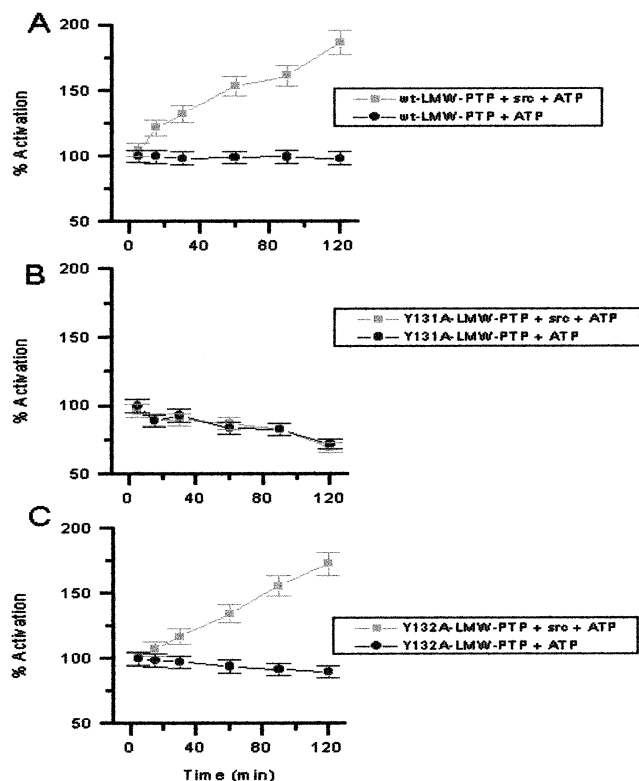 A
200
150
100
50
% Activation
0 40 80 120
wt-LMW-PTP + src + ATP
wt-LMW-PTP + ATP
B
200
150
100
50
% Activation
0 40 80 120
Y131A-LMW-PTP + src + ATP
Y131A-LMW-PTP + ATP
C
200
150
100
50
% Activation
0 40 80 120
Time (min)
Y132A-LMW-PTP + src + ATP
Y132A-LMW-PTP + ATP